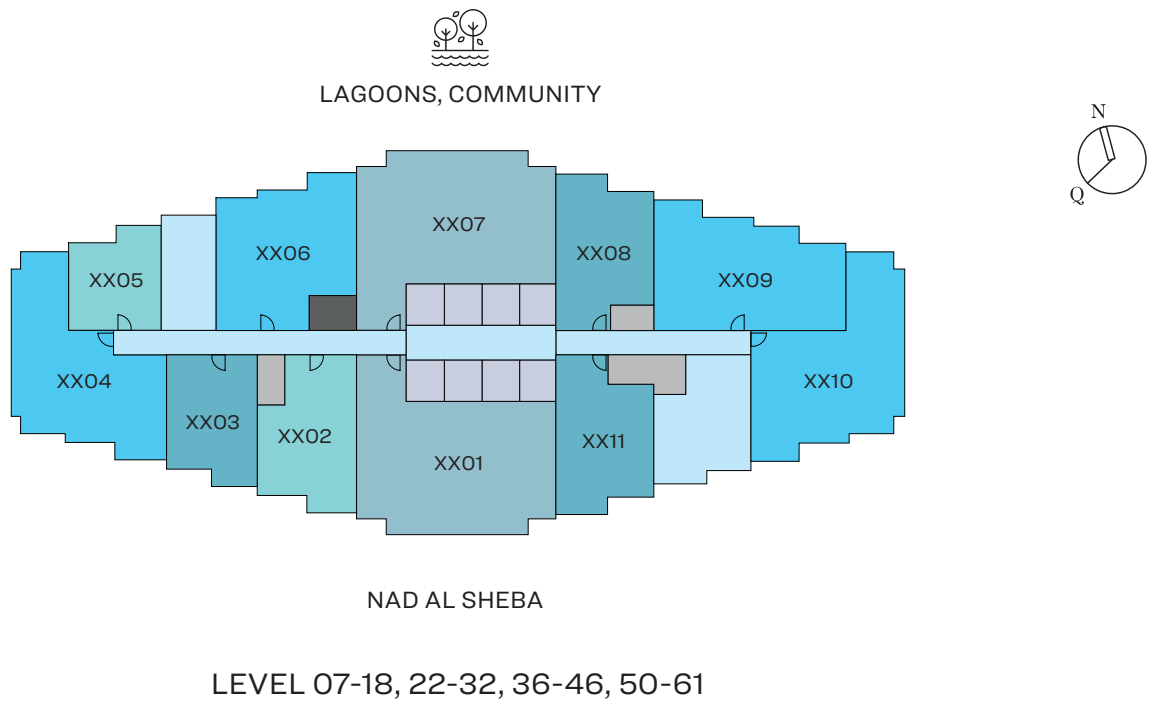 LAGOONS, COMMUNITY
N
Q
XX07
XX06
XX08
XX05
XX09
XX04
XX10
XX03
XX02
XX11
XX01
NAD AL SHEBA
LEVEL 07-18, 22-32, 36-46, 50-61